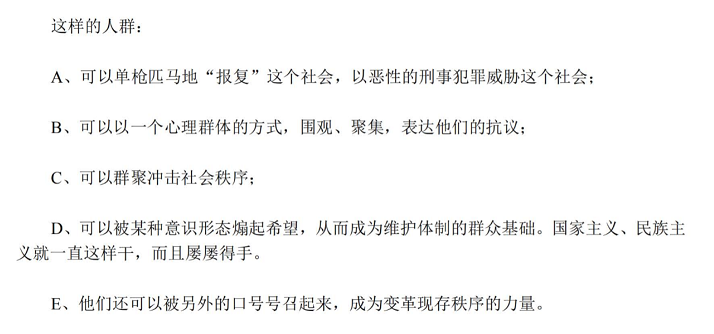 这样的人群：
A、可以单枪匹马地“报复”这个社会，以恶性的刑事犯罪威胁这个社会；
B、可以以一个心理群体的方式，围观、聚集，表达他们的抗议；
C、可以群聚冲击社会秩序；
D、可以被某种意识形态煽起希望，从而成为维护体制的群众基础。国家主义、民族主
义就一直这样干，而且屡屡得手。
E、他们还可以被另外的口号号召起来，成为变革现存秩序的力量。